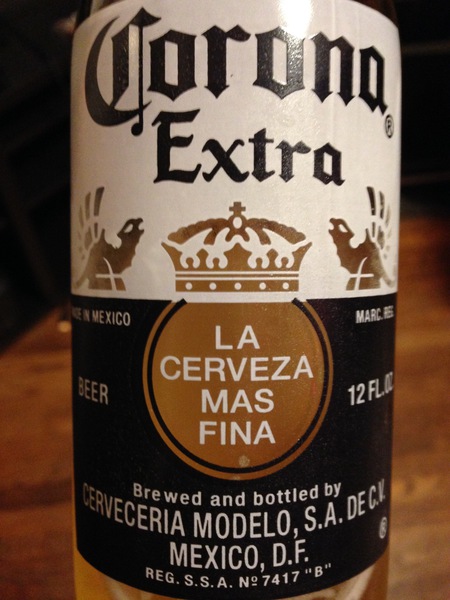 Corona
Extra
MADE IN MEXICO
MARC. REG.
LA
CERVEZA
MAS
FINA
BEER
12 FL.OZ.
Brewed and bottled by
CERVECERIA MODELO, S.A. DE C.V.
MEXICO, D.F.
REG. S.S.A. Nº 7417 "B"
®
®